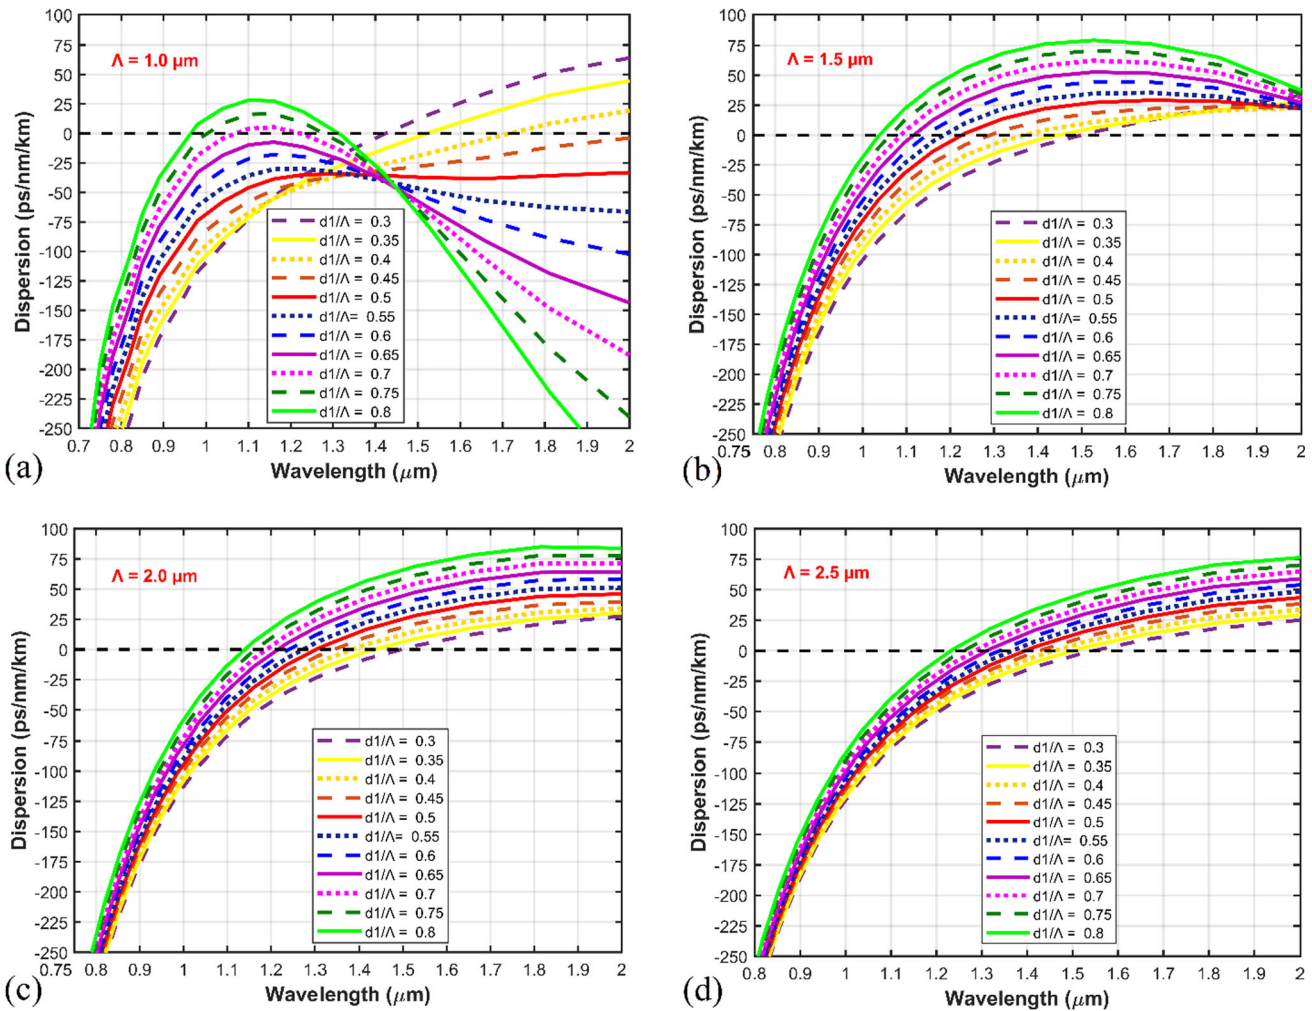 100
75
50
25
0
-25
-50
-75
-100
-125
-150
-175
-200
-225
-250
Dispersion (ps/nm/km)
Λ = 1.0 μm
d1/Λ = 0.3
d1/Λ = 0.35
d1/Λ = 0.4
d1/Λ = 0.45
d1/Λ = 0.5
d1/Λ= 0.55
d1/Λ = 0.6
d1/Λ = 0.65
d1/Λ = 0.7
d1/Λ = 0.75
d1/Λ = 0.8
0.7 0.8 0.9 1 1.1 1.2 1.3 1.4 1.5 1.6 1.7 1.8 1.9 2
Wavelength (μm)
(a)
100
75
50
25
0
-25
-50
-75
-100
-125
-150
-175
-200
-225
-250
Dispersion (ps/nm/km)
Λ = 1.5 μm
d1/Λ = 0.3
d1/Λ = 0.35
d1/Λ = 0.4
d1/Λ = 0.45
d1/Λ = 0.5
d1/Λ= 0.55
d1/Λ = 0.6
d1/Λ = 0.65
d1/Λ = 0.7
d1/Λ = 0.75
d1/Λ = 0.8
0.75 0.8 0.9 1 1.1 1.2 1.3 1.4 1.5 1.6 1.7 1.8 1.9 2
Wavelength (μm)
(b)
100
75
50
25
0
-25
-50
-75
-100
-125
-150
-175
-200
-225
-250
Dispersion (ps/nm/km)
Λ = 2.0 μm
d1/Λ = 0.3
d1/Λ = 0.35
d1/Λ = 0.4
d1/Λ = 0.45
d1/Λ = 0.5
d1/Λ= 0.55
d1/Λ = 0.6
d1/Λ = 0.65
d1/Λ = 0.7
d1/Λ = 0.75
d1/Λ = 0.8
0.75 0.8 0.9 1 1.1 1.2 1.3 1.4 1.5 1.6 1.7 1.8 1.9 2
Wavelength (μm)
(c)
100
75
50
25
0
-25
-50
-75
-100
-125
-150
-175
-200
-225
-250
Dispersion (ps/nm/km)
Λ = 2.5 μm
d1/Λ = 0.3
d1/Λ = 0.35
d1/Λ = 0.4
d1/Λ = 0.45
d1/Λ = 0.5
d1/Λ= 0.55
d1/Λ = 0.6
d1/Λ = 0.65
d1/Λ = 0.7
d1/Λ = 0.75
d1/Λ = 0.8
0.8 0.9 1 1.1 1.2 1.3 1.4 1.5 1.6 1.7 1.8 1.9 2
Wavelength (μm)
(d)